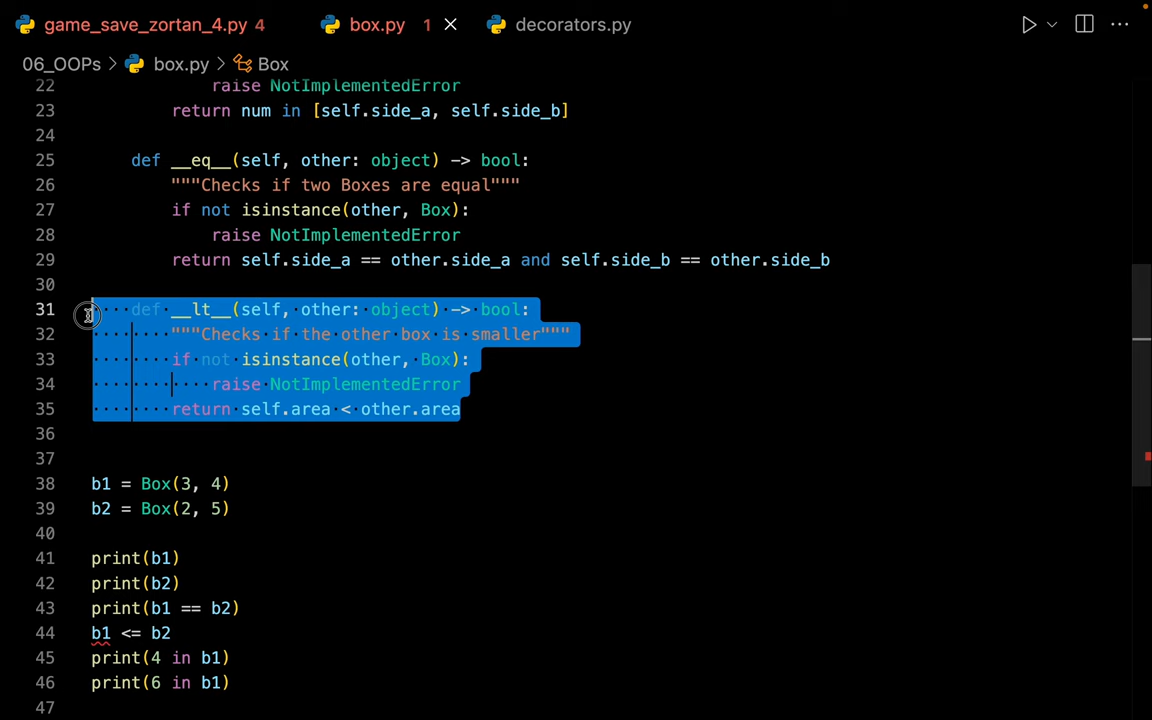 game_save_zortan_4.py 4 box.py 1 decorators.py
06_OOPs > box.py > Box
22 raise NotImplementedError
23 return num in [self.side_a, self.side_b]
24
25 def __eq__(self, other: object) -> bool:
26 """Checks if two Boxes are equal"""
27 if not isinstance(other, Box):
28 raise NotImplementedError
29 return self.side_a == other.side_a and self.side_b == other.side_b
30
31 def __lt__(self, other: object) -> bool:
32 """Checks if the other box is smaller"""
33 if not isinstance(other, Box):
34 raise NotImplementedError
35 return self.area < other.area
36
37
38 b1 = Box(3, 4)
39 b2 = Box(2, 5)
40
41 print(b1)
42 print(b2)
43 print(b1 == b2)
44 b1 <= b2
45 print(4 in b1)
46 print(6 in b1)
47